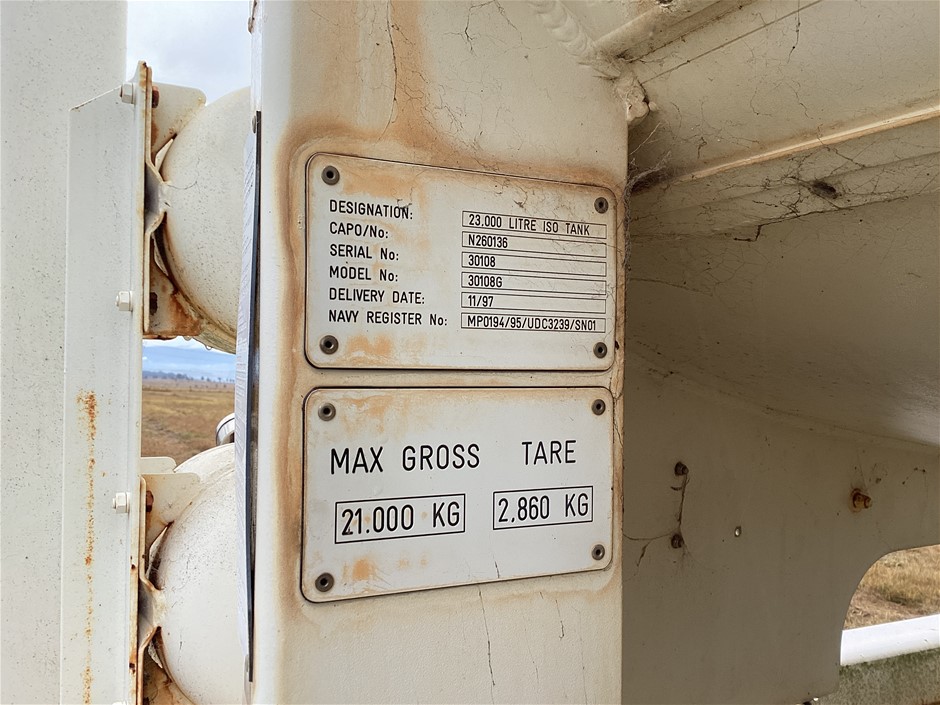 DESIGNATION: 23.000 LITRE ISO TANK
CAPO/No: N260136
SERIAL No: 30108
MODEL No: 30108G
DELIVERY DATE: 11/97
NAVY REGISTER No: MP0194/95/UDC3239/SN01
MAX GROSS TARE
21.000 KG 2,860 KG